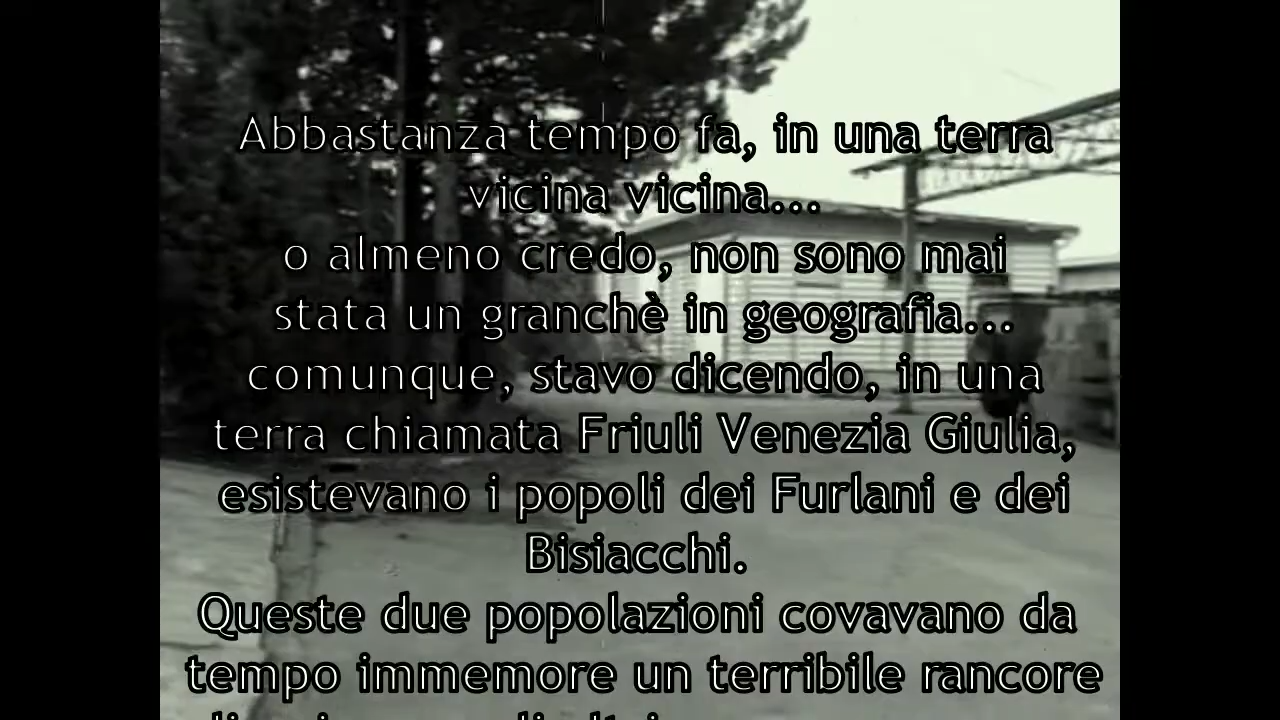 Abbastanza tempo fa, in una terra
vicina vicina...
o almeno credo, non sono mai
stata un granchè in geografia...
comunque, stavo dicendo, in una
terra chiamata Friuli Venezia Giulia,
esistevano i popoli dei Furlani e dei
Bisiacchi.
Queste due popolazioni covavano da
tempo immemore un terribile rancore